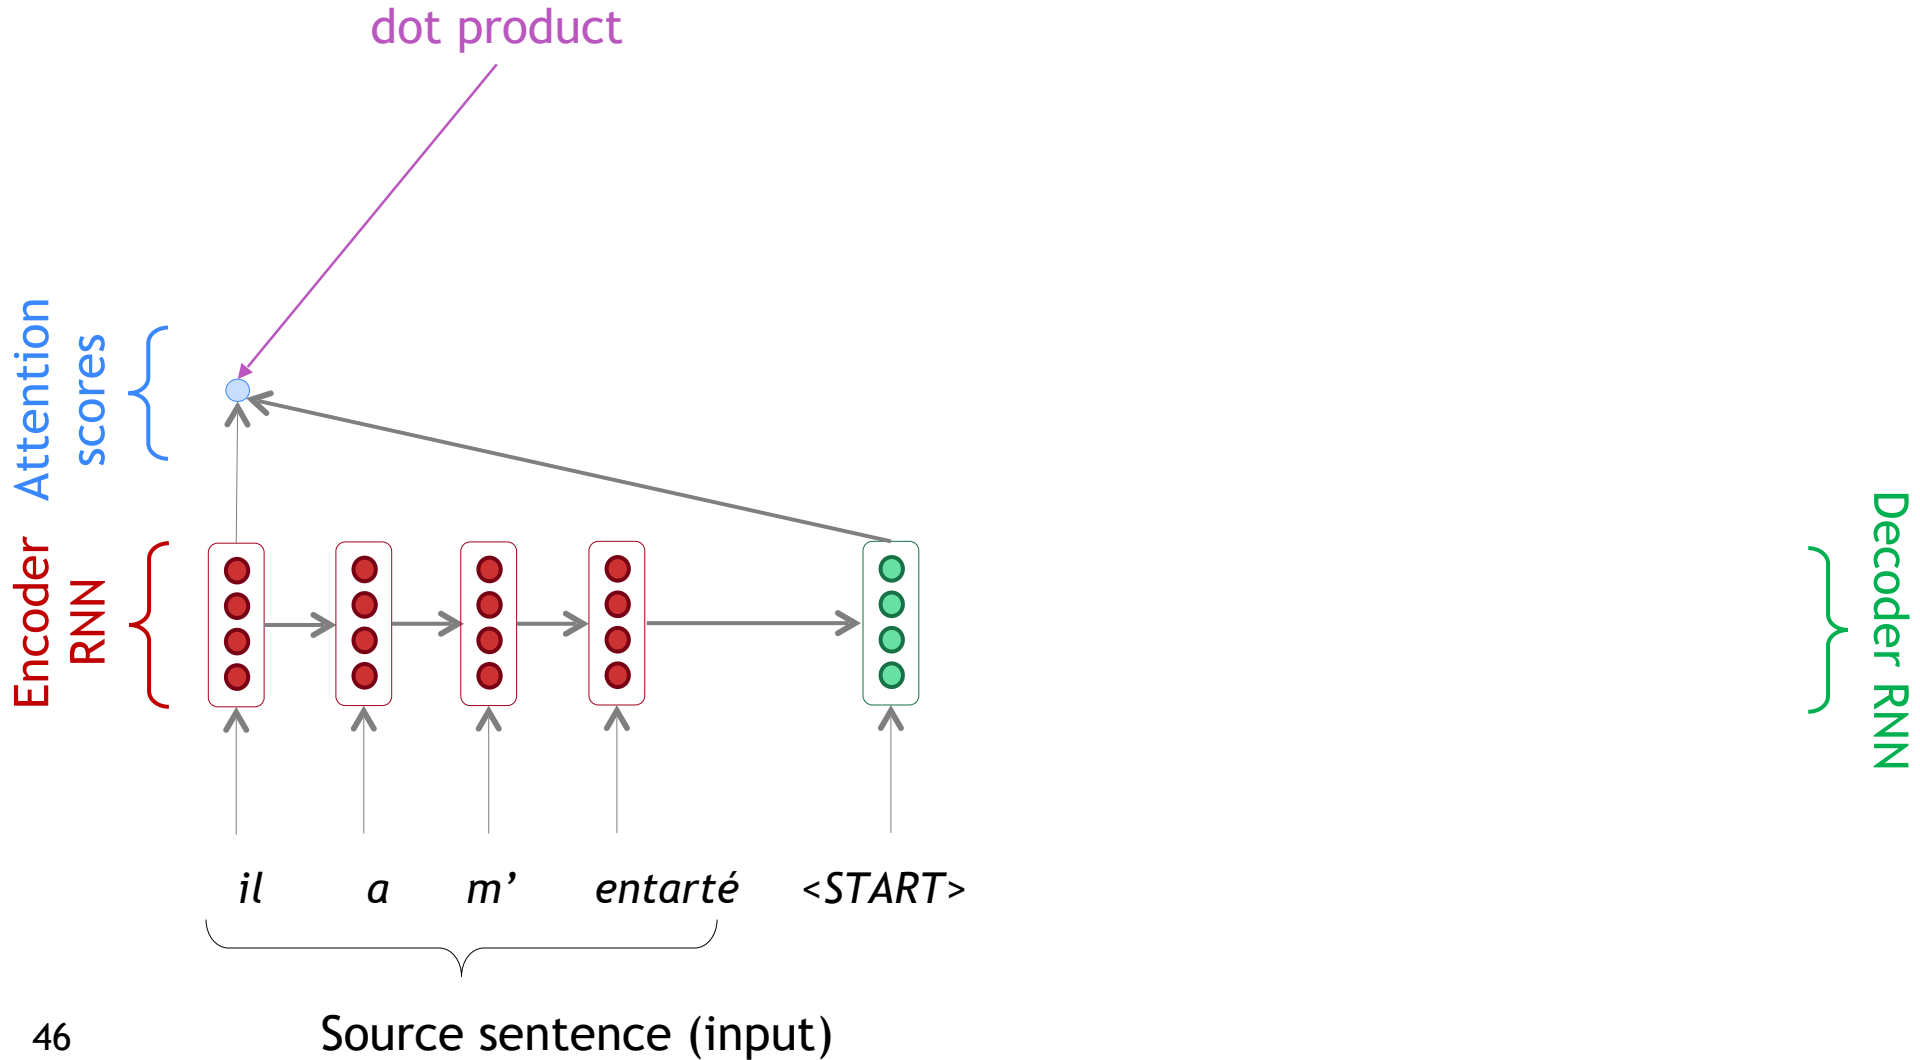 dot product
Attention
scores
Encoder
RNN
Decoder RNN
il a m’ entarté <START>
Source sentence (input)
46